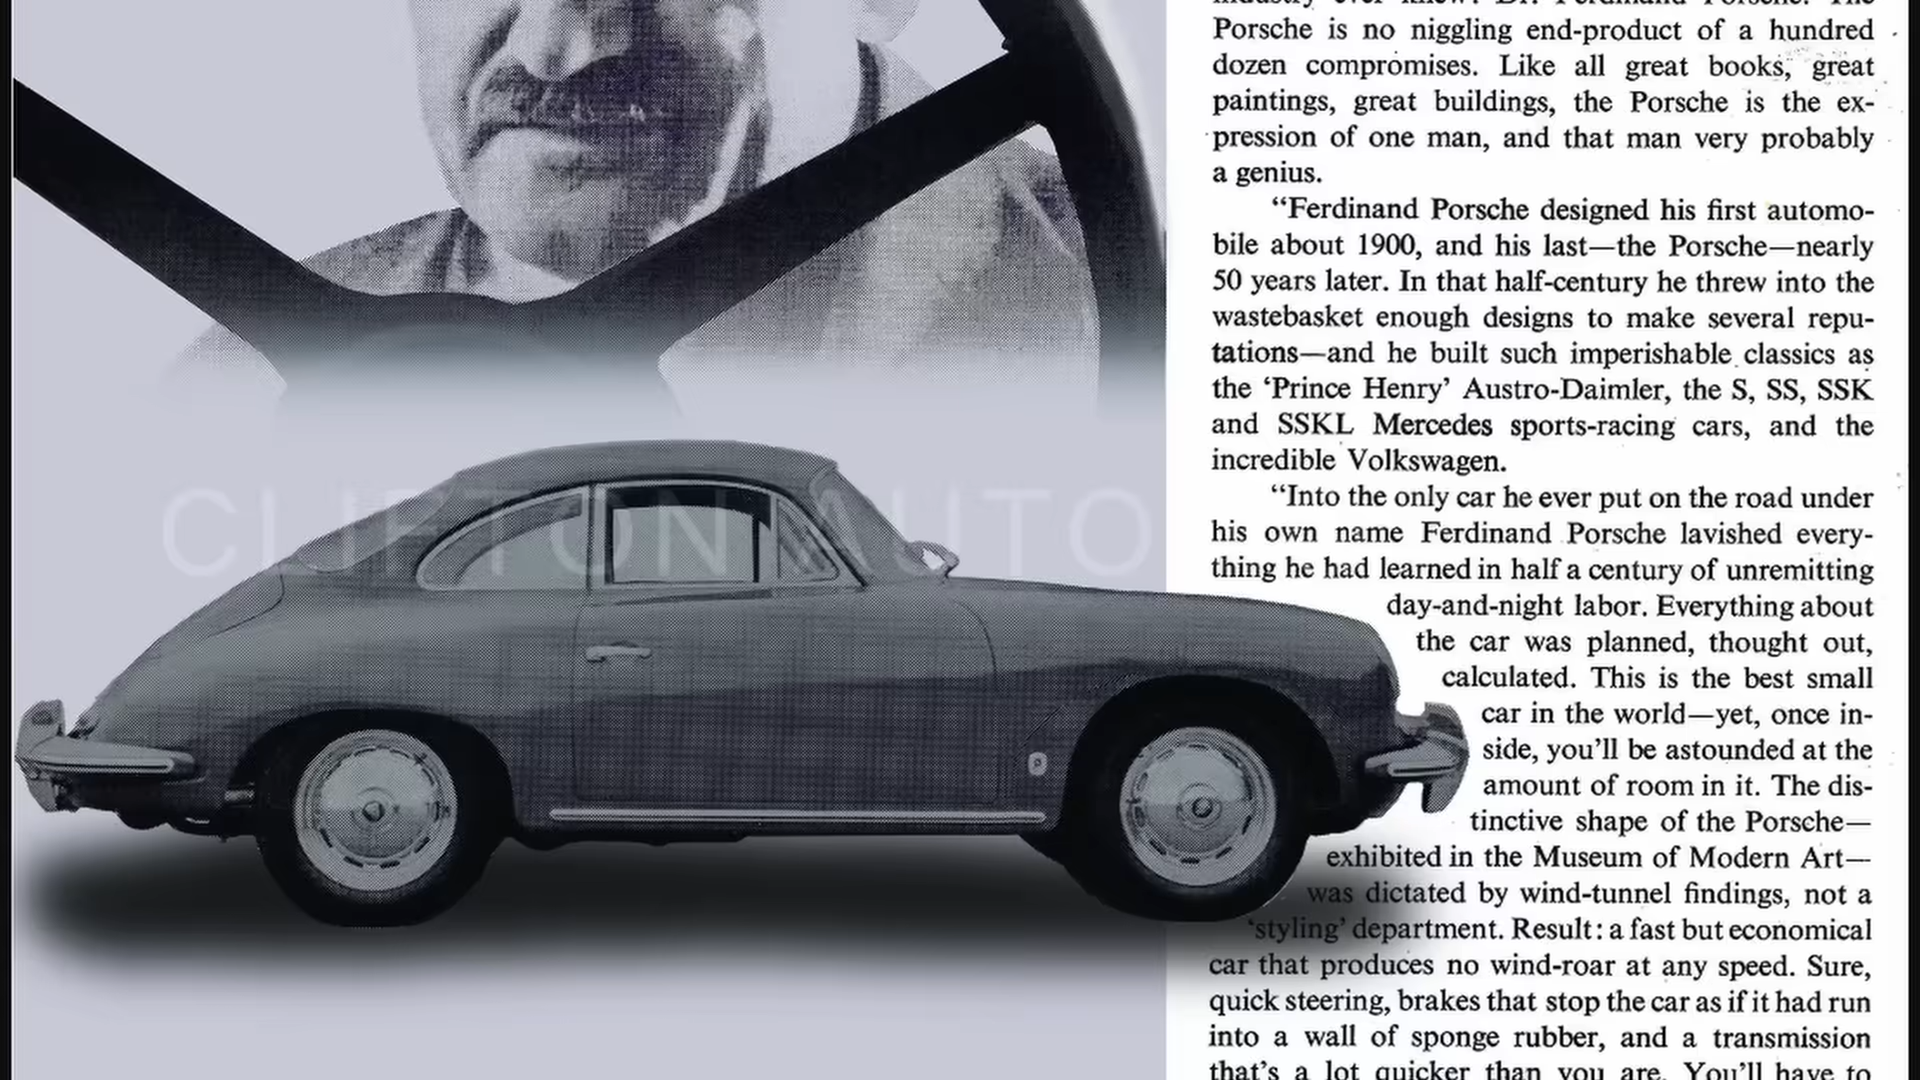 industry ever knew: Dr. Ferdinand Porsche. The
Porsche is no niggling end-product of a hundred
dozen compromises. Like all great books, great
paintings, great buildings, the Porsche is the ex-
pression of one man, and that man very probably
a genius.
“Ferdinand Porsche designed his first automo-
bile about 1900, and his last—the Porsche—nearly
50 years later. In that half-century he threw into the
wastebasket enough designs to make several repu-
tations—and he built such imperishable classics as
the ‘Prince Henry’ Austro-Daimler, the S, SS, SSK
and SSKL Mercedes sports-racing cars, and the
incredible Volkswagen.
“Into the only car he ever put on the road under
his own name Ferdinand Porsche lavished every-
thing he had learned in half a century of unremitting
day-and-night labor. Everything about
the car was planned, thought out,
calculated. This is the best small
car in the world—yet, once in-
side, you’ll be astounded at the
amount of room in it. The dis-
tinctive shape of the Porsche—
exhibited in the Museum of Modern Art—
was dictated by wind-tunnel findings, not a
‘styling’ department. Result: a fast but economical
car that produces no wind-roar at any speed. Sure,
quick steering, brakes that stop the car as if it had run
into a wall of sponge rubber, and a transmission
that’s a lot quicker than you are. You’ll have to
CLIFTON AUTO